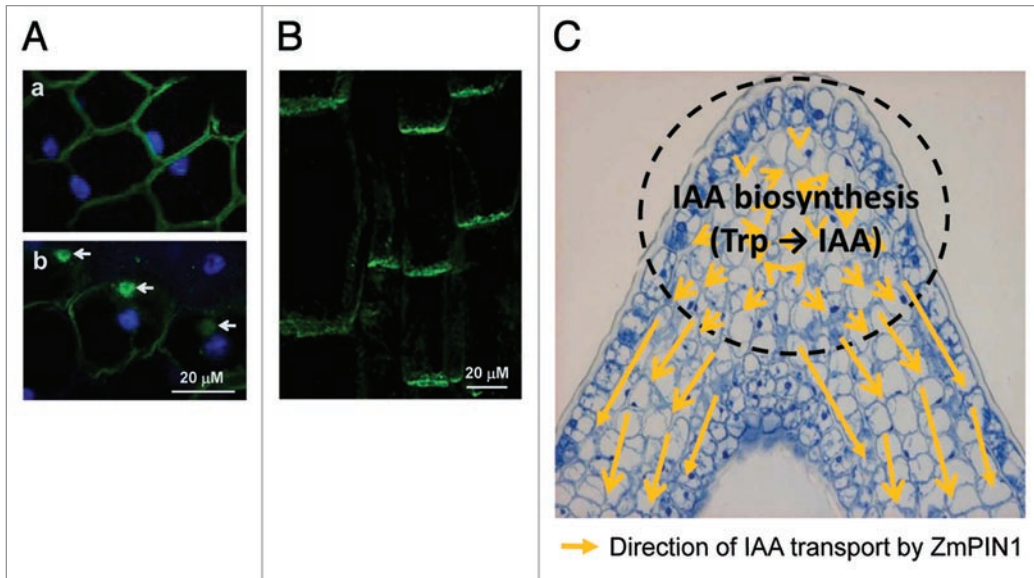 A
B
C
a
b
20 µM
20 µM
IAA biosynthesis
(Trp → IAA)
Direction of IAA transport by ZmPIN1